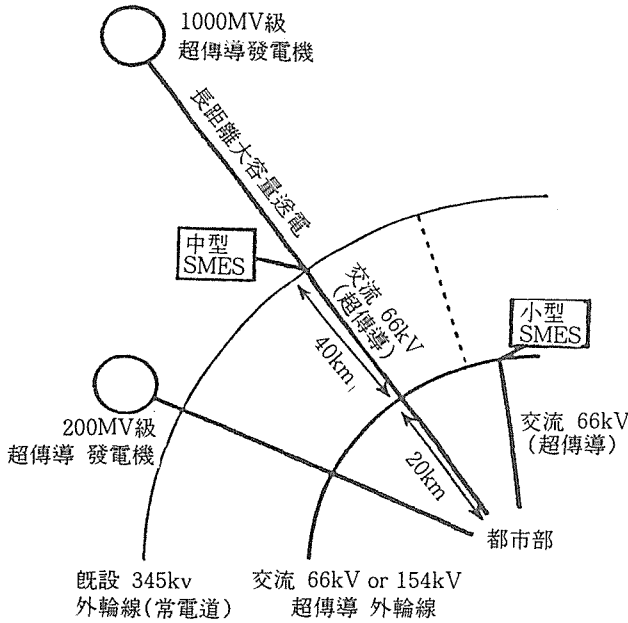 1000MV級
超傳導發電機
長距離大容量送電
中型
SMES
交流 66kV
(超傳導)
40km
小型
SMES
200MV級
超傳導 發電機
交流 66kV
(超傳導)
20km
都市部
旣設 345kv
外輪線(常電道)
交流 66kV or 154kV
超傳導 外輪線